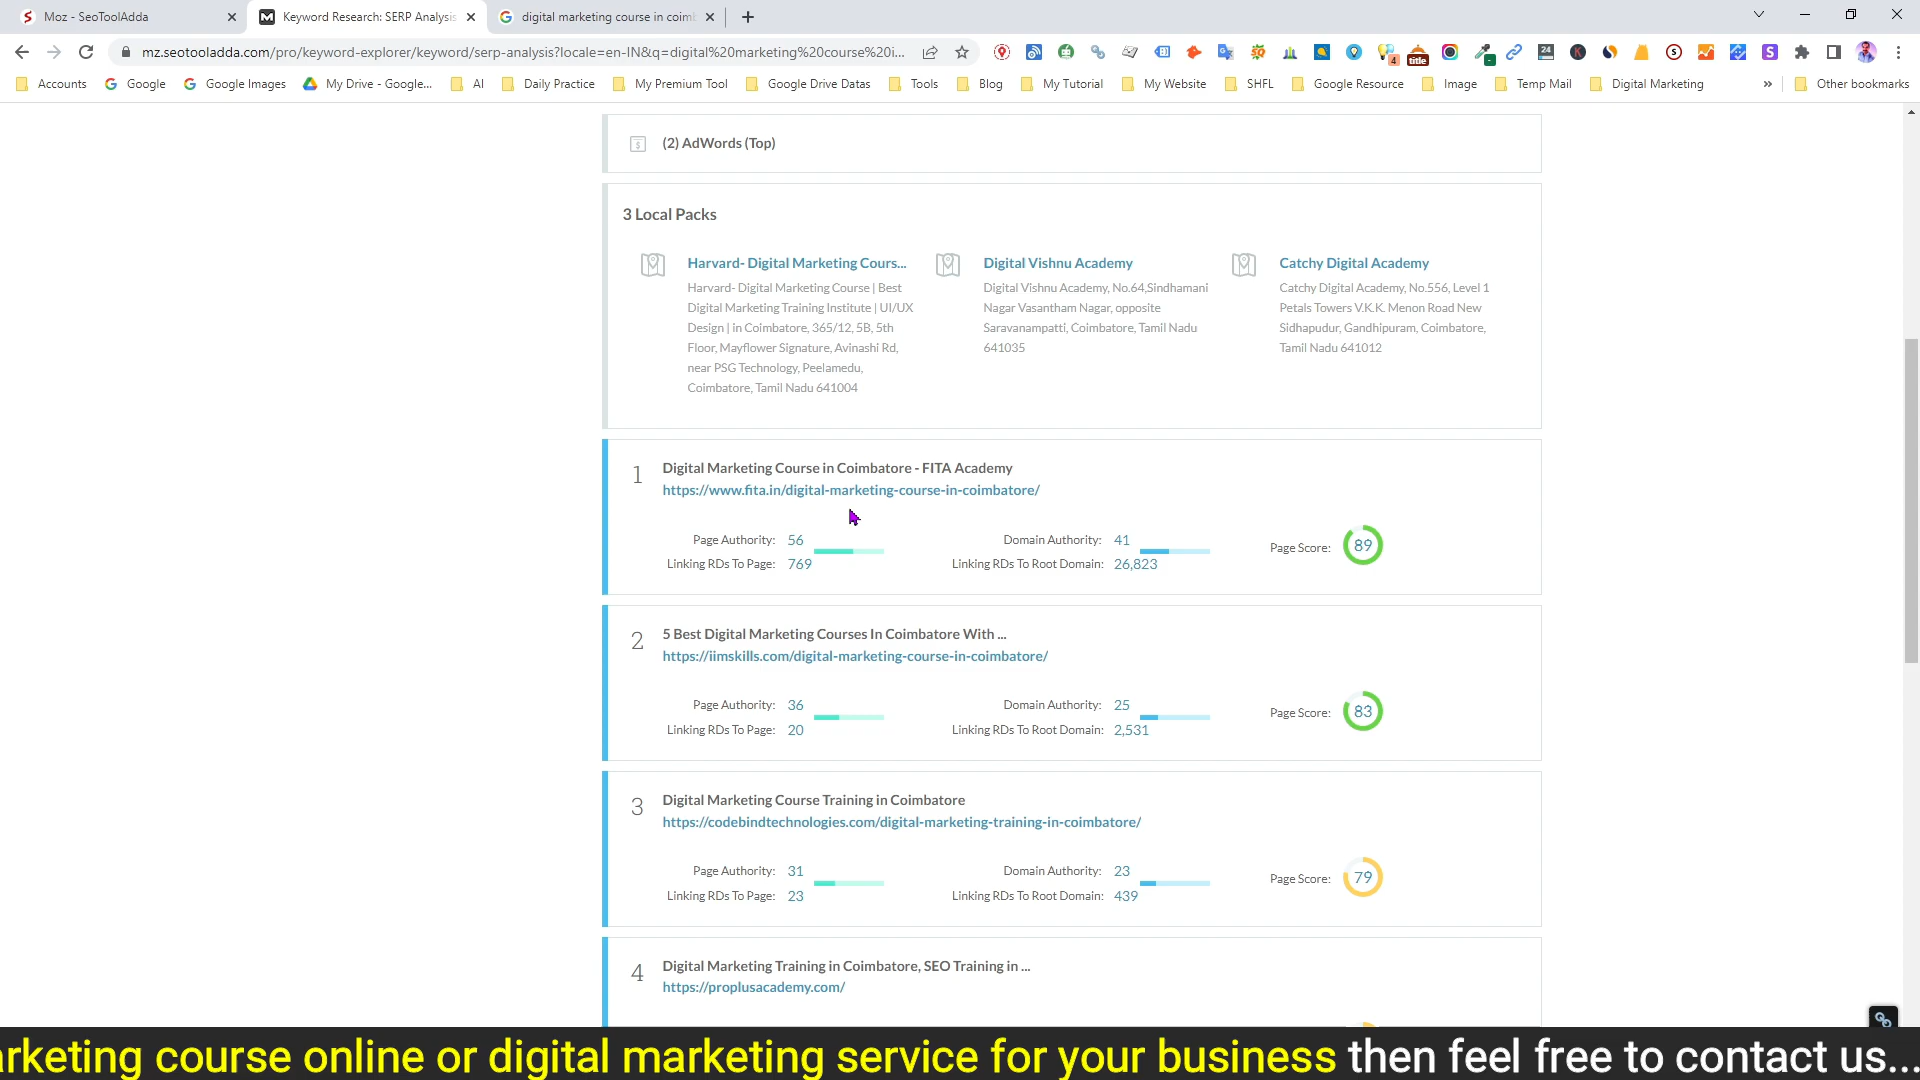 Moz - SeoToolAdda
Keyword Research: SERP Analysis
digital marketing course in coim
mz.seotooladda.com/pro/keyword-explorer/keyword/serp-analysis?locale=en-IN&q=digital%20marketing%20course%20i...
Accounts
Google
Google Images
My Drive - Google...
AI
Daily Practice
My Premium Tool
Google Drive Datas
Tools
Blog
My Tutorial
My Website
SHFL
Google Resource
Image
Temp Mail
Digital Marketing
»
Other bookmarks
(2) AdWords (Top)
3 Local Packs
Harvard- Digital Marketing Cours...
Harvard- Digital Marketing Course | Best
Digital Marketing Training Institute | UI/UX
Design | in Coimbatore, 365/12, 5B, 5th
Floor, Mayflower Signature, Avinashi Rd,
near PSG Technology, Peelamedu,
Coimbatore, Tamil Nadu 641004
Digital Vishnu Academy
Digital Vishnu Academy, No.64,Sindhamani
Nagar Vasantham Nagar, opposite
Saravanampatti, Coimbatore, Tamil Nadu
641035
Catchy Digital Academy
Catchy Digital Academy, No.556, Level 1
Petals Towers V.K.K. Menon Road New
Sidhapudur, Gandhipuram, Coimbatore,
Tamil Nadu 641012
1
Digital Marketing Course in Coimbatore - FITA Academy
https://www.fita.in/digital-marketing-course-in-coimbatore/
Page Authority: 56
Linking RDs To Page: 769
Domain Authority: 41
Linking RDs To Root Domain: 26,823
Page Score: 89
2
5 Best Digital Marketing Courses In Coimbatore With ...
https://iimskills.com/digital-marketing-course-in-coimbatore/
Page Authority: 36
Linking RDs To Page: 20
Domain Authority: 25
Linking RDs To Root Domain: 2,531
Page Score: 83
3
Digital Marketing Course Training in Coimbatore
https://codebindtechnologies.com/digital-marketing-training-in-coimbatore/
Page Authority: 31
Linking RDs To Page: 23
Domain Authority: 23
Linking RDs To Root Domain: 439
Page Score: 79
4
Digital Marketing Training in Coimbatore, SEO Training in ...
https://proplusacademy.com/
arketing course online or digital marketing service for your business then feel free to contact us...